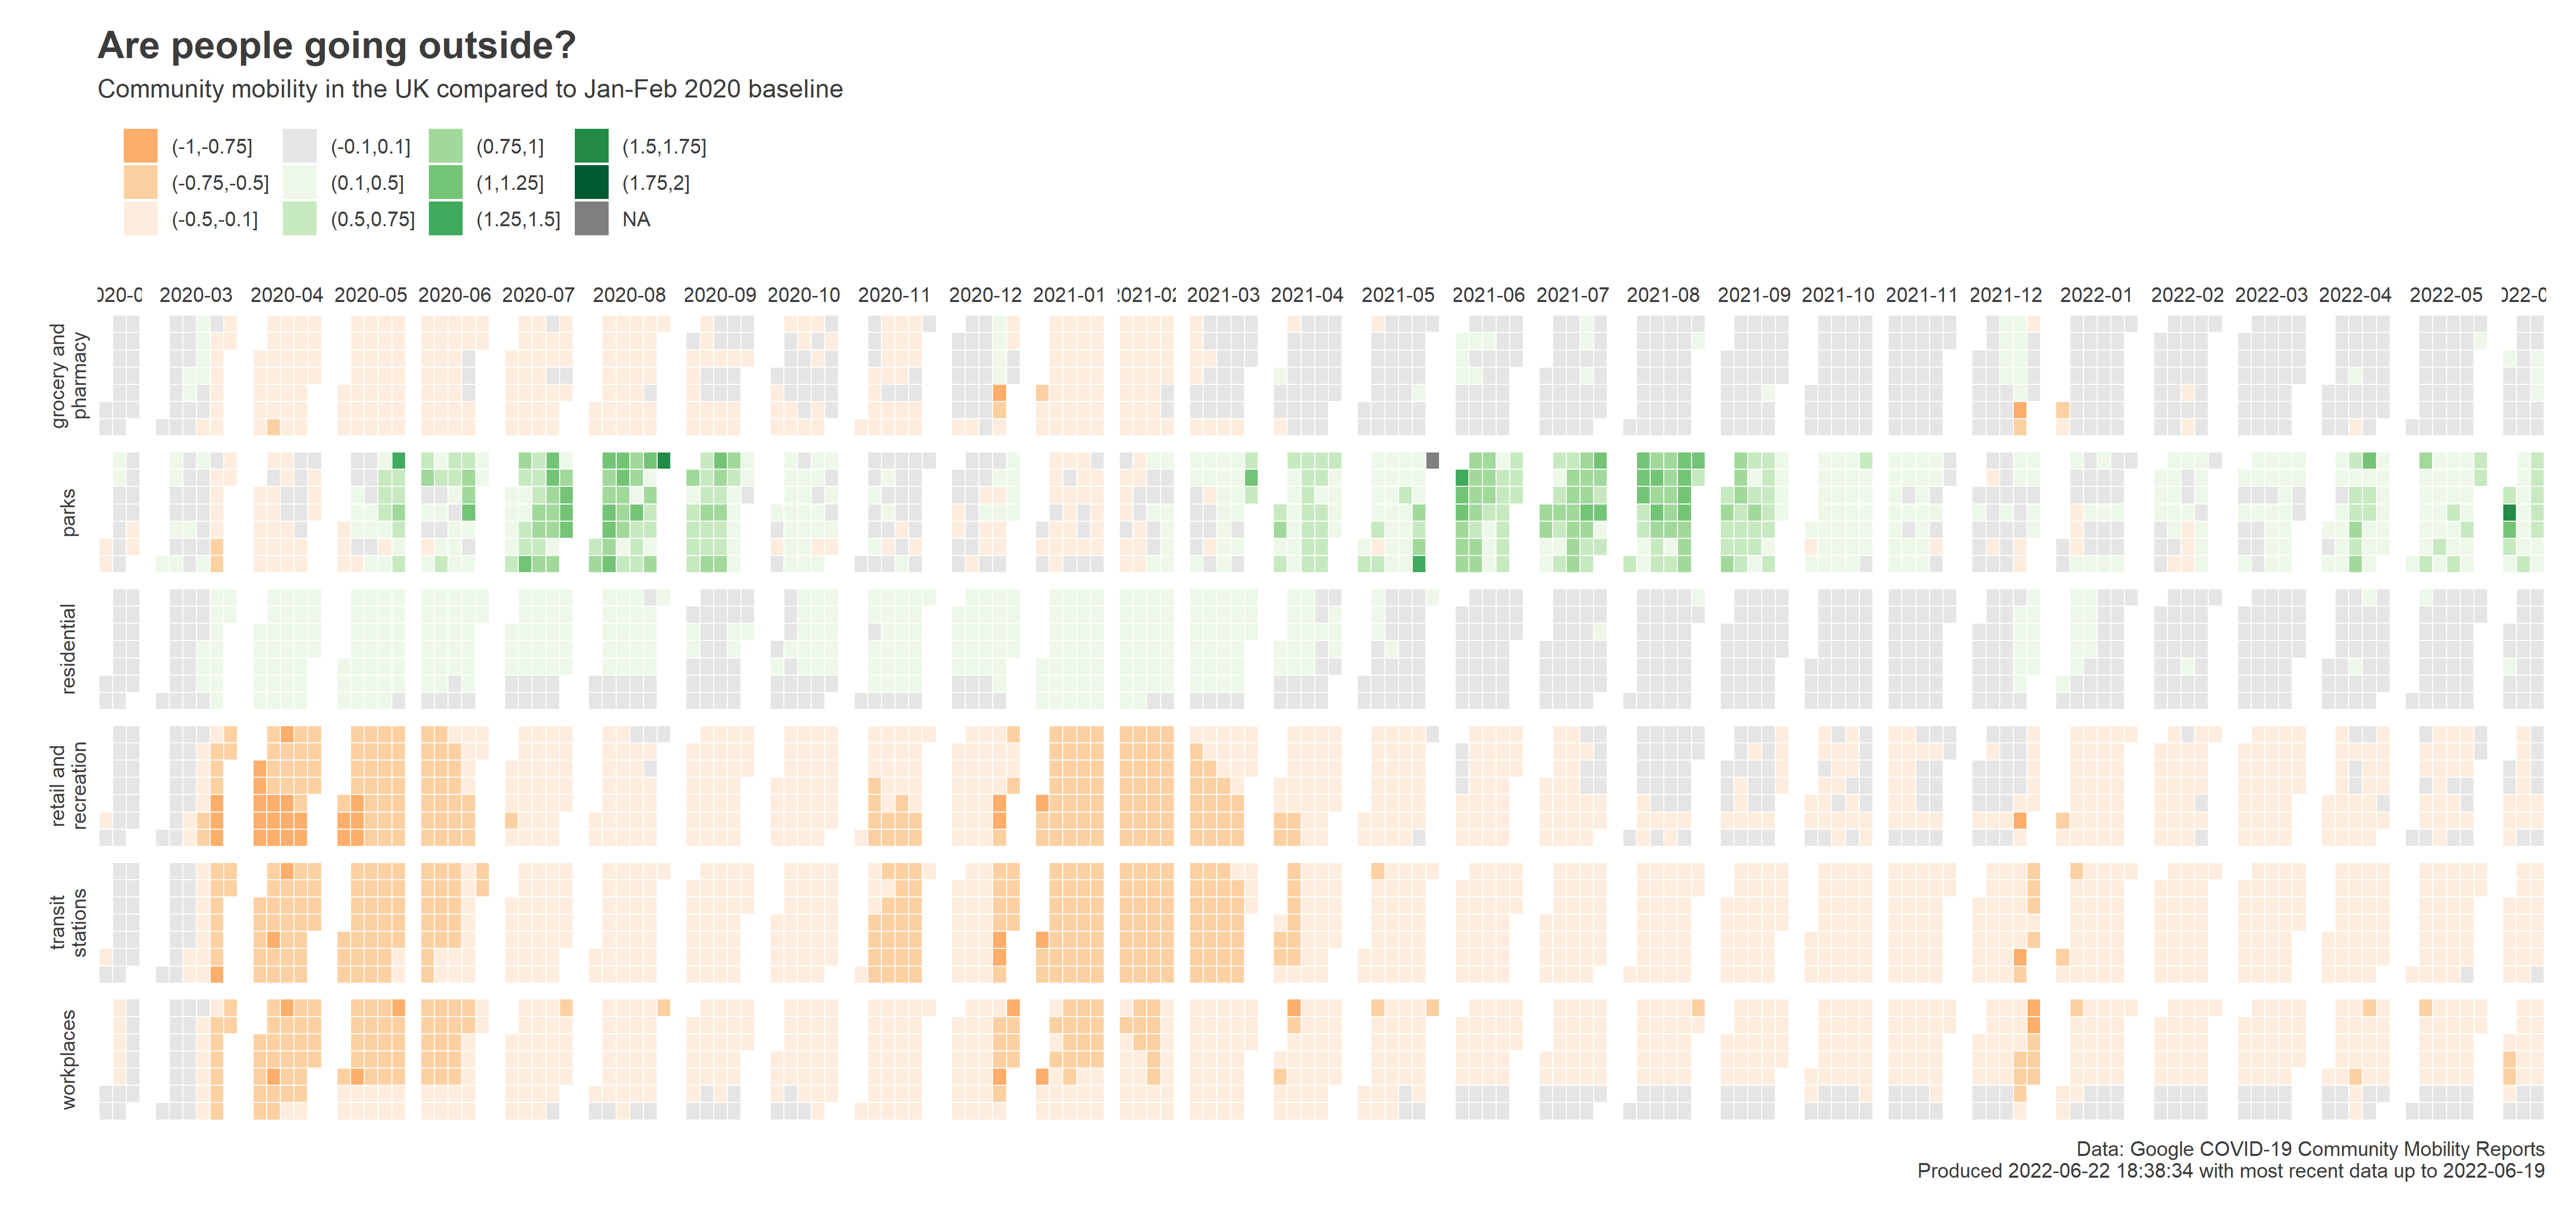 Are people going outside?
Community mobility in the UK compared to Jan-Feb 2020 baseline
(-1,-0.75] (-0.1,0.1] (0.75,1] (1.5,1.75]
(-0.75,-0.5] (0.1,0.5] (1,1.25] (1.75,2]
(-0.5,-0.1] (0.5,0.75] (1.25,1.5] NA
2020-03 2020-04 2020-05 2020-06 2020-07 2020-08 2020-09 2020-10 2020-11 2020-12 2021-01 2021-03 2021-04 2021-05 2021-06 2021-07 2021-08 2021-09 2021-10 2021-11 2021-12 2022-01 2022-02 2022-03 2022-04 2022-05
grocery and
pharmacy
parks
residential
retail and
recreation
transit
stations
workplaces
Data: Google COVID-19 Community Mobility Reports
Produced 2022-06-22 18:38:34 with most recent data up to 2022-06-19